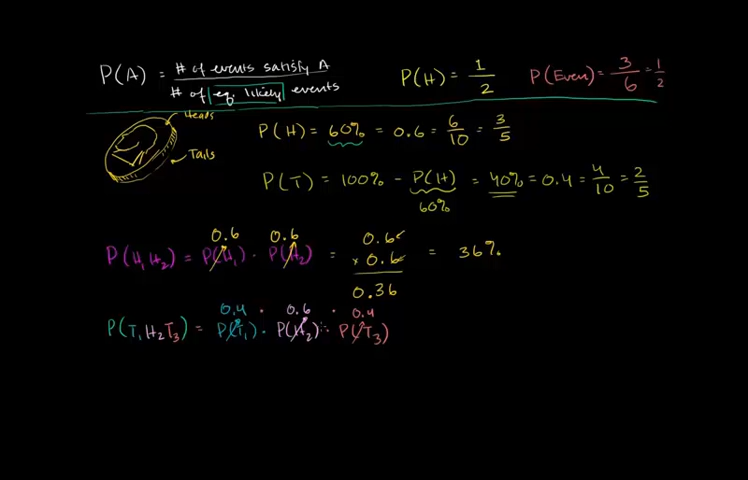 P(A) = # of events satisfy A / # of eq. likely events
P(H) = 1/2
P(Even) = 3/6 = 1/2
Heads
Tails
P(H) = 60% = 0.6 = 6/10 = 3/5
P(T) = 100% - P(H) = 40% = 0.4 = 4/10 = 2/5
60%
0.6 0.6
P(H₁H₂) = P(H₁) · P(H₂) = 0.6 × 0.6 = 36%
0.36
0.4 · 0.6 · 0.4
P(T₁H₂T₃) = P(T₁) · P(H₂) · P(T₃)